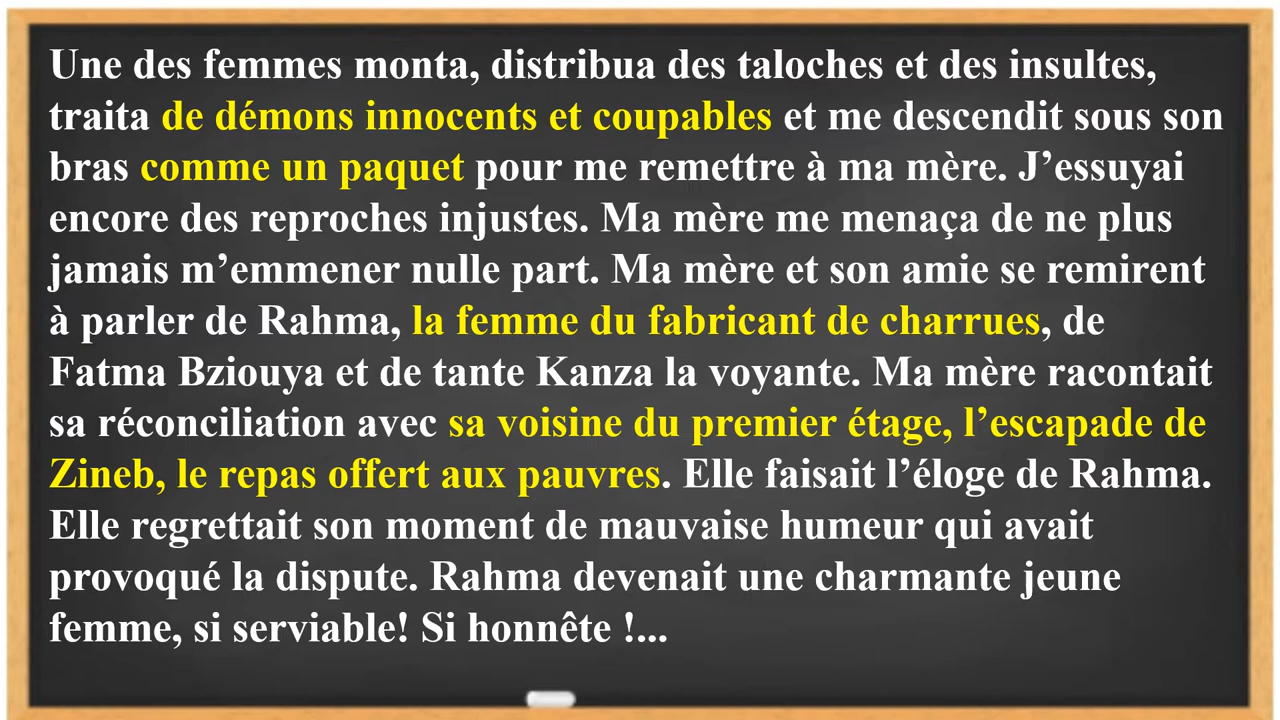 Une des femmes monta, distribua des taloches et des insultes,
traita de démons innocents et coupables et me descendit sous son
bras comme un paquet pour me remettre à ma mère. J’essuyai
encore des reproches injustes. Ma mère me menaça de ne plus
jamais m’emmener nulle part. Ma mère et son amie se remirent
à parler de Rahma, la femme du fabricant de charrues, de
Fatma Bziouya et de tante Kanza la voyante. Ma mère racontait
sa réconciliation avec sa voisine du premier étage, l’escapade de
Zineb, le repas offert aux pauvres. Elle faisait l’éloge de Rahma.
Elle regrettait son moment de mauvaise humeur qui avait
provoqué la dispute. Rahma devenait une charmante jeune
femme, si serviable! Si honnête !...